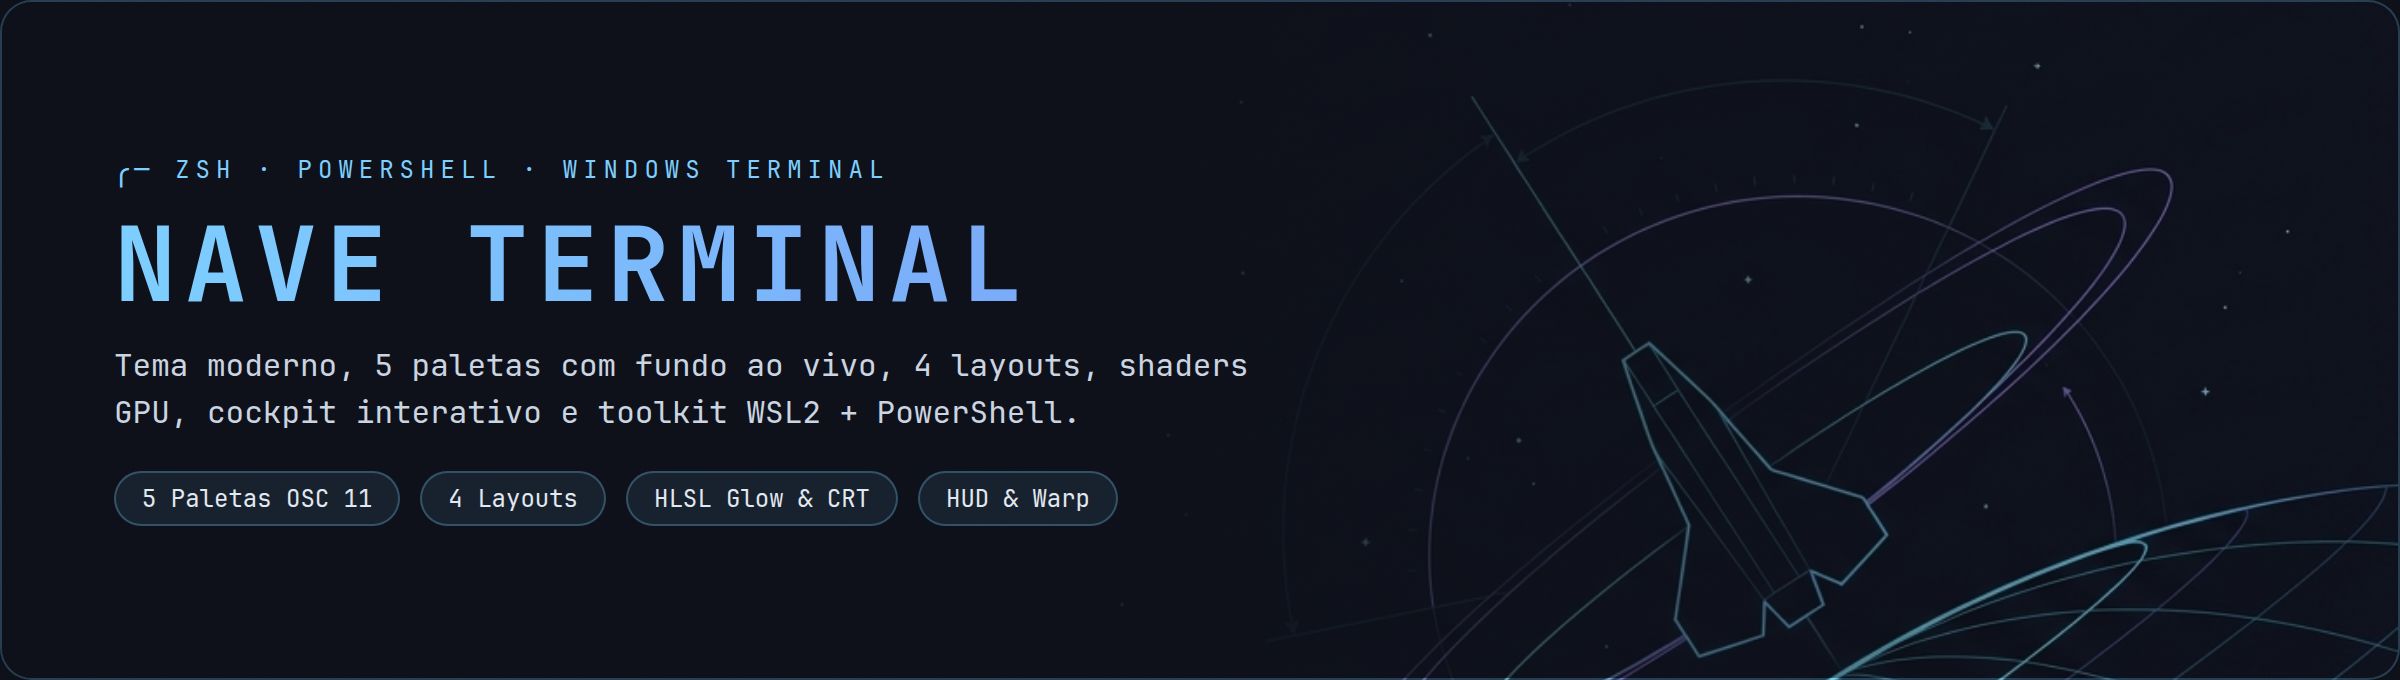 ╭─ ZSH · POWERSHELL · WINDOWS TERMINAL
NAVE TERMINAL
Tema moderno, 5 paletas com fundo ao vivo, 4 layouts, shaders
GPU, cockpit interativo e toolkit WSL2 + PowerShell.
5 Paletas OSC 11
4 Layouts
HLSL Glow & CRT
HUD & Warp